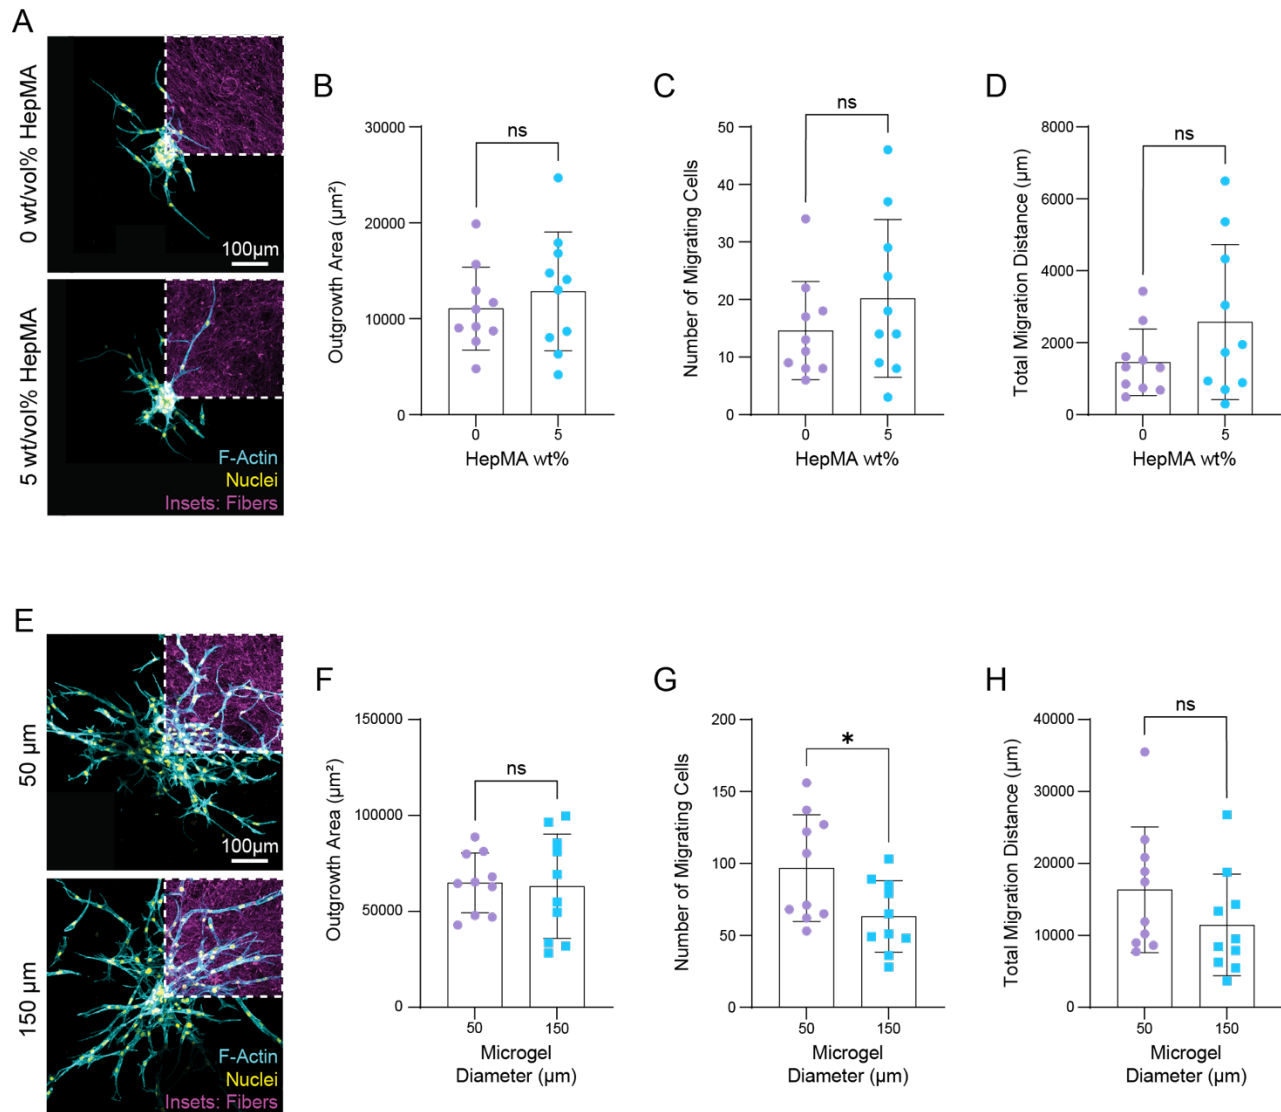 A
0 wt/vol% HepMA
100µm
5 wt/vol% HepMA
F-Actin
Nuclei
Insets: Fibers
B
ns
30000
20000
10000
0
Outgrowth Area (µm²)
0 5
HepMA wt%
C
ns
50
40
30
20
10
0
Number of Migrating Cells
0 5
HepMA wt%
D
ns
8000
6000
4000
2000
0
Total Migration Distance (µm)
0 5
HepMA wt%
E
50 µm
100µm
150 µm
F-Actin
Nuclei
Insets: Fibers
F
ns
150000
100000
50000
0
Outgrowth Area (µm²)
50 150
Microgel
Diameter (µm)
G
*
200
150
100
50
0
Number of Migrating Cells
50 150
Microgel
Diameter (µm)
H
ns
40000
30000
20000
10000
0
Total Migration Distance (µm)
50 150
Microgel
Diameter (µm)